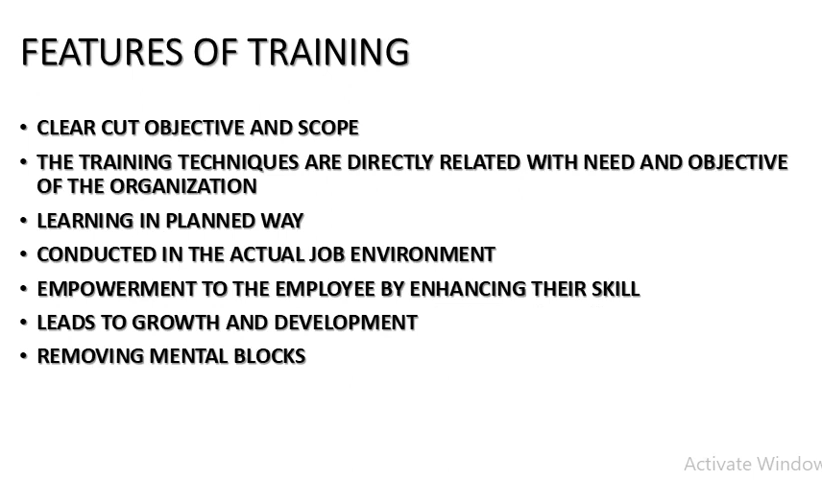 FEATURES OF TRAINING
• CLEAR CUT OBJECTIVE AND SCOPE
• THE TRAINING TECHNIQUES ARE DIRECTLY RELATED WITH NEED AND OBJECTIVE
OF THE ORGANIZATION
• LEARNING IN PLANNED WAY
• CONDUCTED IN THE ACTUAL JOB ENVIRONMENT
• EMPOWERMENT TO THE EMPLOYEE BY ENHANCING THEIR SKILL
• LEADS TO GROWTH AND DEVELOPMENT
• REMOVING MENTAL BLOCKS
Activate Window